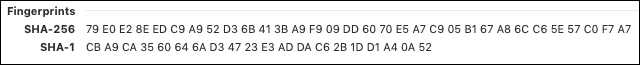 Fingerprints
SHA-256 79 E0 E2 8E ED C9 A9 52 D3 6B 41 3B A9 F9 09 DD 60 70 E5 A7 C9 05 B1 67 A8 6C C6 5E 57 C0 F7 A7
SHA-1 CB A9 CA 35 60 64 6A D3 47 23 E3 AD DA C6 2B 1D D1 A4 0A 52